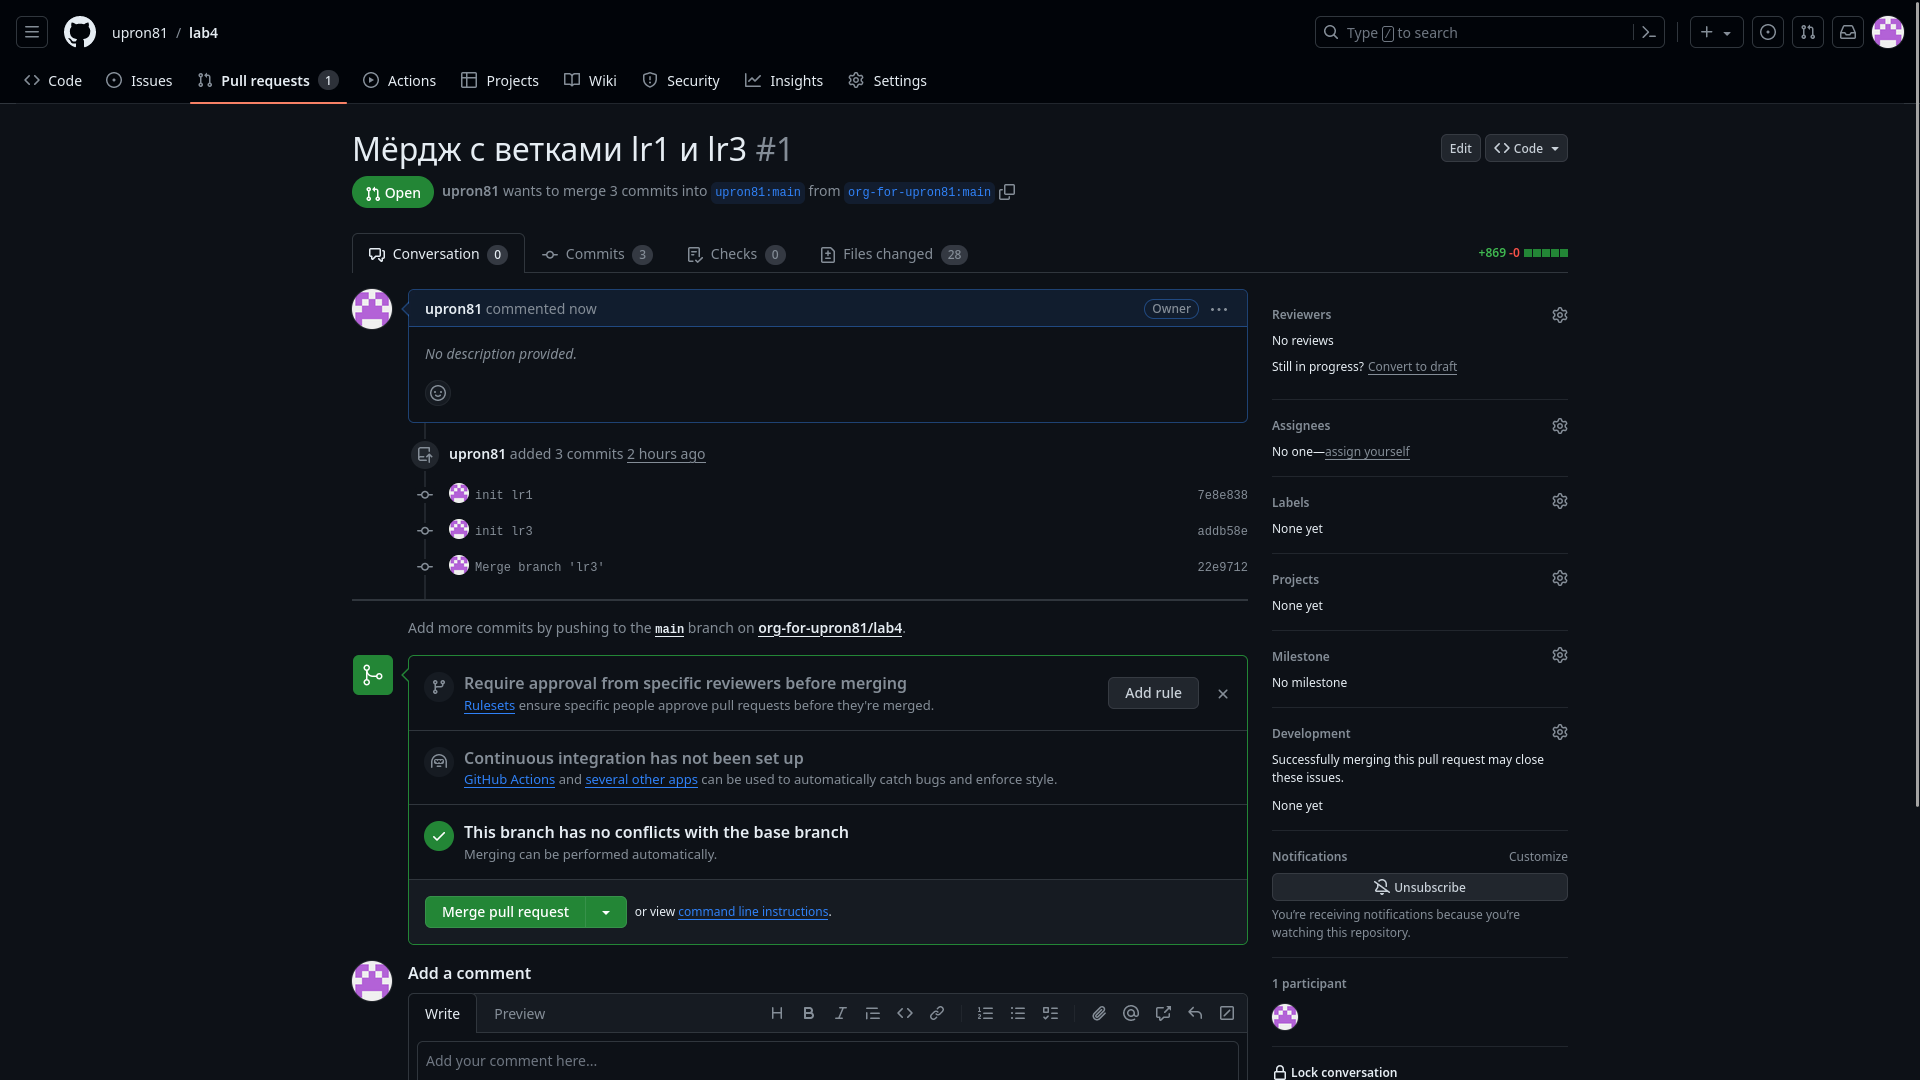 upron81 / lab4
Type / to search
Code
Issues
Pull requests 1
Actions
Projects
Wiki
Security
Insights
Settings
Мёрдж с ветками lr1 и lr3 #1
Edit
Code
Open
upron81 wants to merge 3 commits into upron81:main from org-for-upron81:main
Conversation 0
Commits 3
Checks 0
Files changed 28
+869 -0
upron81 commented now
Owner
No description provided.
upron81 added 3 commits 2 hours ago
init lr1
7e8e838
init lr3
addb58e
Merge branch 'lr3'
22e9712
Add more commits by pushing to the main branch on org-for-upron81/lab4.
Require approval from specific reviewers before merging
Rulesets ensure specific people approve pull requests before they're merged.
Add rule
Continuous integration has not been set up
GitHub Actions and several other apps can be used to automatically catch bugs and enforce style.
This branch has no conflicts with the base branch
Merging can be performed automatically.
Merge pull request
or view command line instructions.
Add a comment
Write
Preview
Add your comment here...
Reviewers
No reviews
Still in progress? Convert to draft
Assignees
No one—assign yourself
Labels
None yet
Projects
None yet
Milestone
No milestone
Development
Successfully merging this pull request may close
these issues.
None yet
Notifications
Customize
Unsubscribe
You're receiving notifications because you're
watching this repository.
1 participant
Lock conversation